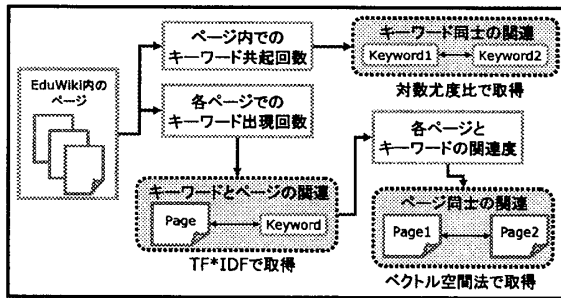 EduWiki内の
ページ
ページ内での
キーワード共起回数
キーワード同士の関連
Keyword1
Keyword2
対数尤度比で取得
各ページでの
キーワード出現回数
各ページと
キーワードの関連度
キーワードとページの関連
Page
Keyword
TF*IDFで取得
ページ同士の関連
Page1
Page2
ベクトル空間法で取得